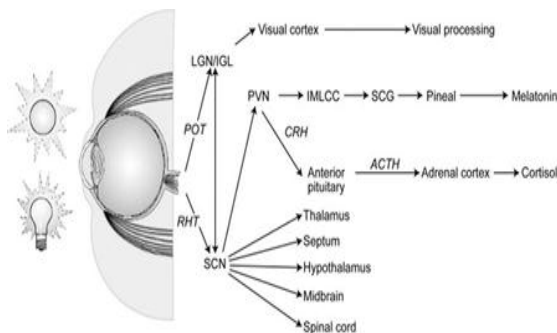 Visual cortex Visual processing
LGN/IGL
PVN IMLCC SCG Pineal Melatonin
POT
CRH
Anterior
pituitary
ACTH
Adrenal cortex Cortisol
RHT
SCN
Thalamus
Septum
Hypothalamus
Midbrain
Spinal cord